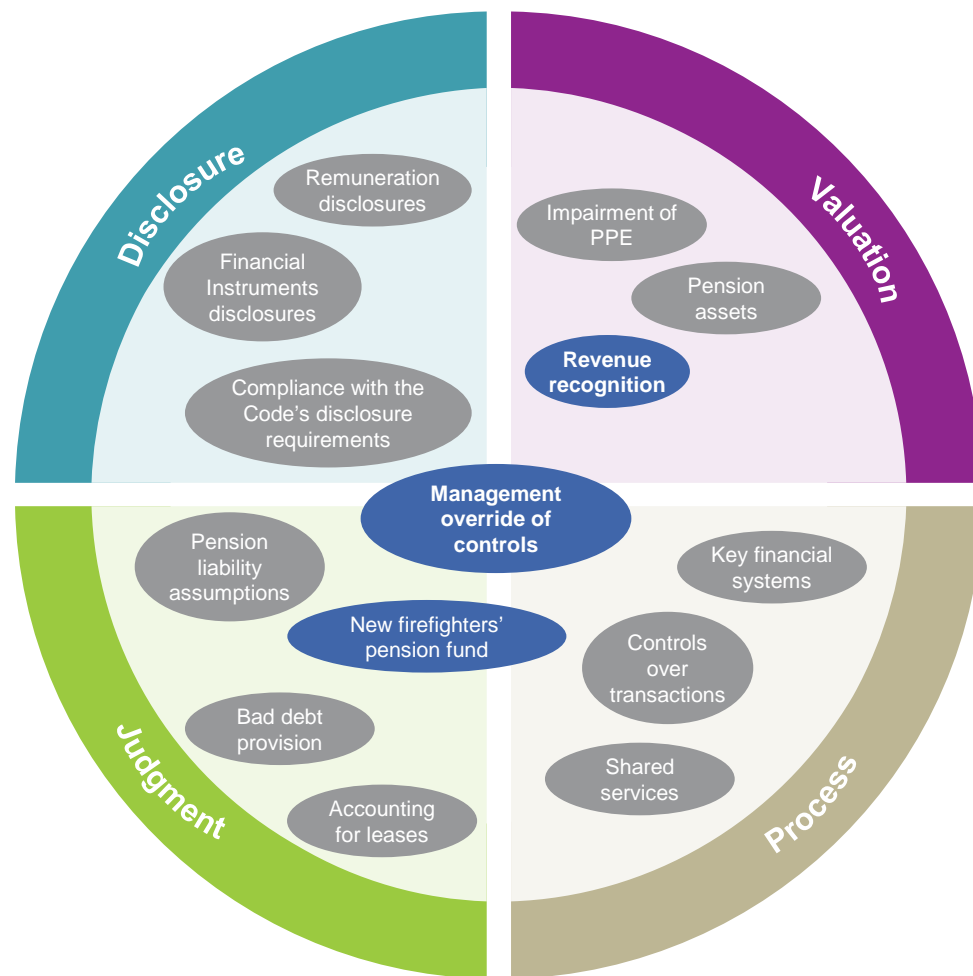 Disclosure
Remuneration
disclosures
Financial
Instruments
disclosures
Compliance with the
Code’s disclosure
requirements
Valuation
Impairment of
PPE
Pension
assets
Revenue
recognition
Management
override of
controls
Judgment
Pension
liability
assumptions
New firefighters’
pension fund
Bad debt
provision
Accounting
for leases
Process
Key financial
systems
Controls
over
transactions
Shared
services